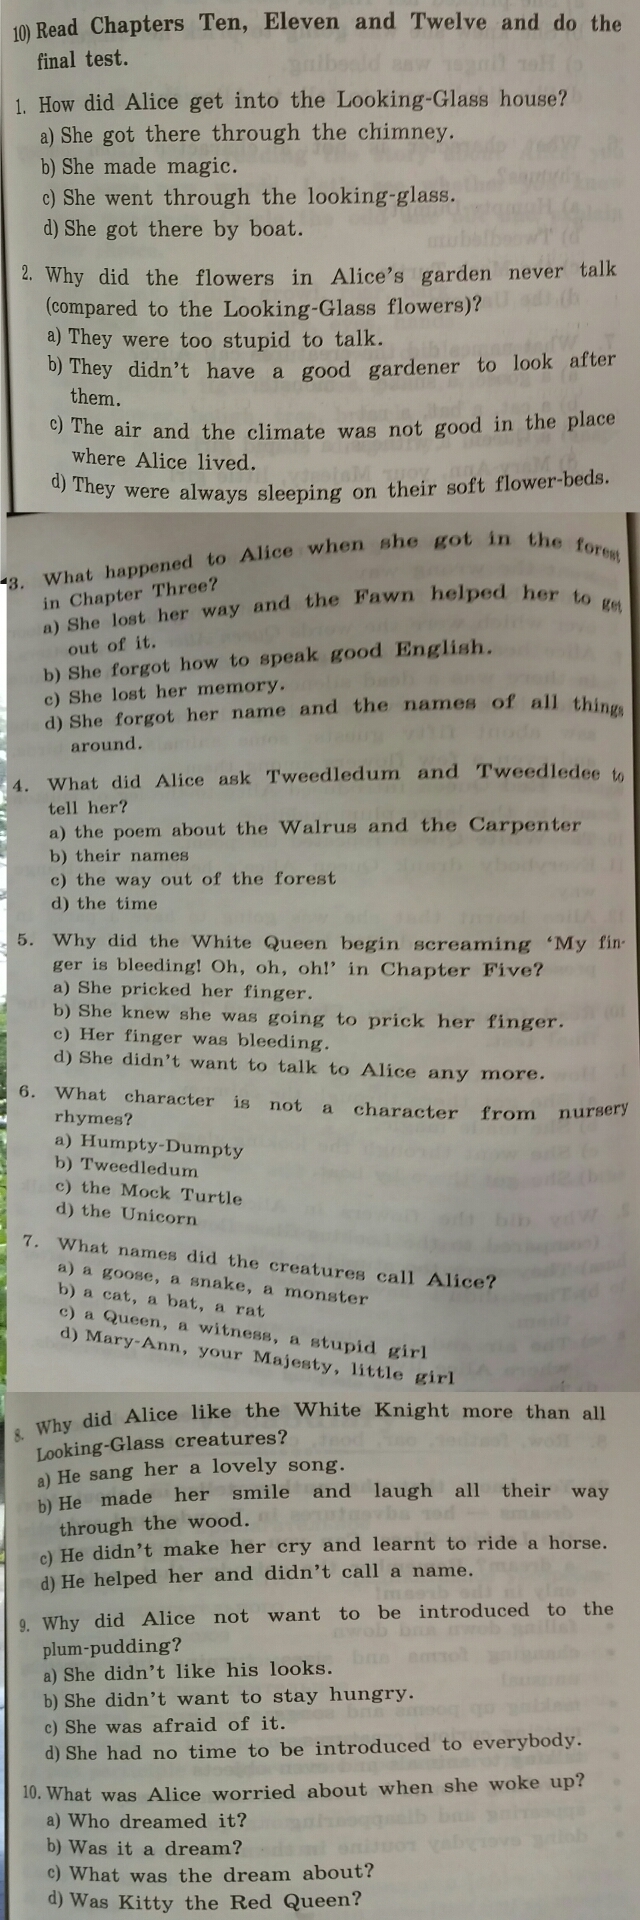 10) Read Chapters Ten, Eleven and Twelve and do the
final test.
1. How did Alice get into the Looking-Glass house?
a) She got there through the chimney.
b) She made magic.
c) She went through the looking-glass.
d) She got there by boat.
2. Why did the flowers in Alice's garden never talk
(compared to the Looking-Glass flowers)?
a) They were too stupid to talk.
b) They didn't have a good gardener to look after
them.
c) The air and the climate was not good in the place
where Alice lived.
d) They were always sleeping on their soft flower-beds.
3. What happened to Alice when she got in the forest
in Chapter Three?
a) She lost her way and the Fawn helped her to get
out of it.
b) She forgot how to speak good English.
c) She lost her memory.
d) She forgot her name and the names of all things
around.
4. What did Alice ask Tweedledum and Tweedledee to
tell her?
a) the poem about the Walrus and the Carpenter
b) their names
c) the way out of the forest
d) the time
5. Why did the White Queen begin screaming ‘My fin-
ger is bleeding! Oh, oh, oh!’ in Chapter Five?
a) She pricked her finger.
b) She knew she was going to prick her finger.
c) Her finger was bleeding.
d) She didn't want to talk to Alice any more.
6. What character is not a character from nursery
rhymes?
a) Humpty-Dumpty
b) Tweedledum
c) the Mock Turtle
d) the Unicorn
7. What names did the creatures call Alice?
a) a goose, a snake, a monster
b) a cat, a bat, a rat
c) a Queen, a witness, a stupid girl
d) Mary-Ann, your Majesty, little girl
8. Why did Alice like the White Knight more than all
Looking-Glass creatures?
a) He sang her a lovely song.
b) He made her smile and laugh all their way
through the wood.
c) He didn't make her cry and learnt to ride a horse.
d) He helped her and didn't call a name.
9. Why did Alice not want to be introduced to the
plum-pudding?
a) She didn't like his looks.
b) She didn't want to stay hungry.
c) She was afraid of it.
d) She had no time to be introduced to everybody.
10. What was Alice worried about when she woke up?
a) Who dreamed it?
b) Was it a dream?
c) What was the dream about?
d) Was Kitty the Red Queen?